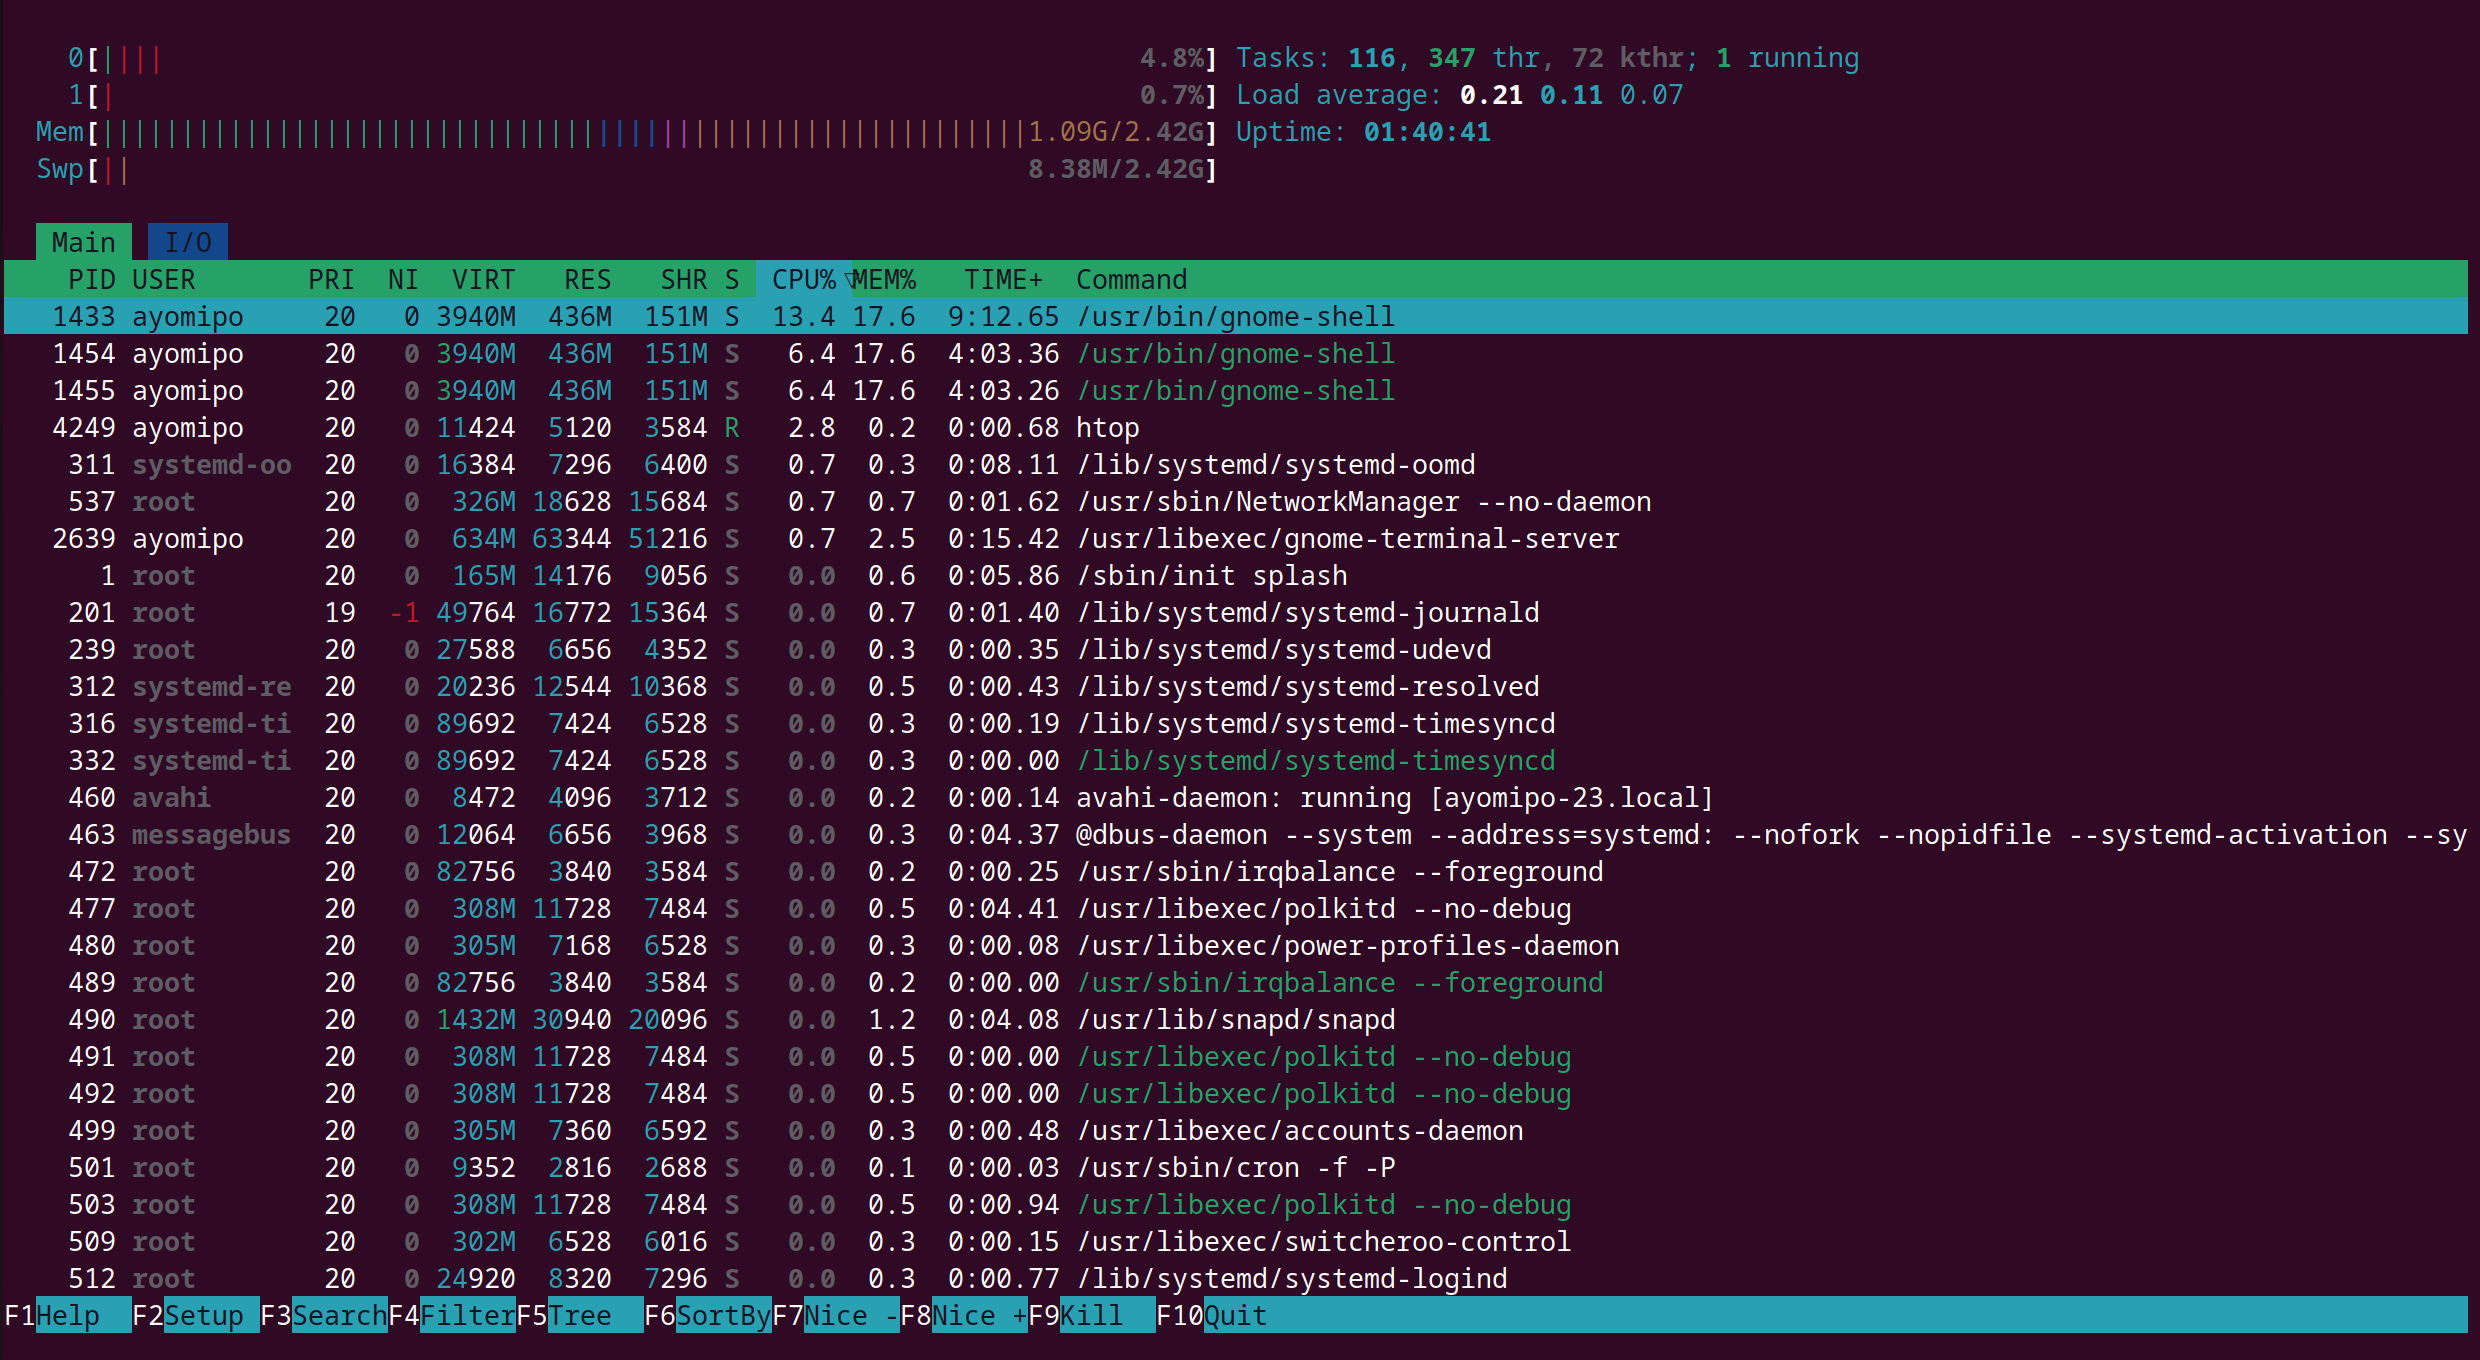 0[||||  4.8%] Tasks: 116, 347 thr, 72 kthr; 1 running
1[|  0.7%] Load average: 0.21 0.11 0.07
Mem[||||||||||||||||||||||||||||||||||||||||||||||||||||||||||1.09G/2.42G] Uptime: 01:40:41
Swp[||  8.38M/2.42G]
Main I/O
PID USER PRI NI VIRT RES SHR S CPU%▽MEM% TIME+ Command
1433 ayomipo 20 0 3940M 436M 151M S 13.4 17.6 9:12.65 /usr/bin/gnome-shell
1454 ayomipo 20 0 3940M 436M 151M S 6.4 17.6 4:03.36 /usr/bin/gnome-shell
1455 ayomipo 20 0 3940M 436M 151M S 6.4 17.6 4:03.26 /usr/bin/gnome-shell
4249 ayomipo 20 0 11424 5120 3584 R 2.8 0.2 0:00.68 htop
311 systemd-oo 20 0 16384 7296 6400 S 0.7 0.3 0:08.11 /lib/systemd/systemd-oomd
537 root 20 0 326M 18628 15684 S 0.7 0.7 0:01.62 /usr/sbin/NetworkManager --no-daemon
2639 ayomipo 20 0 634M 63344 51216 S 0.7 2.5 0:15.42 /usr/libexec/gnome-terminal-server
1 root 20 0 165M 14176 9056 S 0.0 0.6 0:05.86 /sbin/init splash
201 root 19 -1 49764 16772 15364 S 0.0 0.7 0:01.40 /lib/systemd/systemd-journald
239 root 20 0 27588 6656 4352 S 0.0 0.3 0:00.35 /lib/systemd/systemd-udevd
312 systemd-re 20 0 20236 12544 10368 S 0.0 0.5 0:00.43 /lib/systemd/systemd-resolved
316 systemd-ti 20 0 89692 7424 6528 S 0.0 0.3 0:00.19 /lib/systemd/systemd-timesyncd
332 systemd-ti 20 0 89692 7424 6528 S 0.0 0.3 0:00.00 /lib/systemd/systemd-timesyncd
460 avahi 20 0 8472 4096 3712 S 0.0 0.2 0:00.14 avahi-daemon: running [ayomipo-23.local]
463 messagebus 20 0 12064 6656 3968 S 0.0 0.3 0:04.37 @dbus-daemon --system --address=systemd: --nofork --nopidfile --systemd-activation --sy
472 root 20 0 82756 3840 3584 S 0.0 0.2 0:00.25 /usr/sbin/irqbalance --foreground
477 root 20 0 308M 11728 7484 S 0.0 0.5 0:04.41 /usr/libexec/polkitd --no-debug
480 root 20 0 305M 7168 6528 S 0.0 0.3 0:00.08 /usr/libexec/power-profiles-daemon
489 root 20 0 82756 3840 3584 S 0.0 0.2 0:00.00 /usr/sbin/irqbalance --foreground
490 root 20 0 1432M 30940 20096 S 0.0 1.2 0:04.08 /usr/lib/snapd/snapd
491 root 20 0 308M 11728 7484 S 0.0 0.5 0:00.00 /usr/libexec/polkitd --no-debug
492 root 20 0 308M 11728 7484 S 0.0 0.5 0:00.00 /usr/libexec/polkitd --no-debug
499 root 20 0 305M 7360 6592 S 0.0 0.3 0:00.48 /usr/libexec/accounts-daemon
501 root 20 0 9352 2816 2688 S 0.0 0.1 0:00.03 /usr/sbin/cron -f -P
503 root 20 0 308M 11728 7484 S 0.0 0.5 0:00.94 /usr/libexec/polkitd --no-debug
509 root 20 0 302M 6528 6016 S 0.0 0.3 0:00.15 /usr/libexec/switcheroo-control
512 root 20 0 24920 8320 7296 S 0.0 0.3 0:00.77 /lib/systemd/systemd-logind
F1Help F2Setup F3SearchF4FilterF5Tree F6SortByF7Nice -F8Nice +F9Kill F10Quit